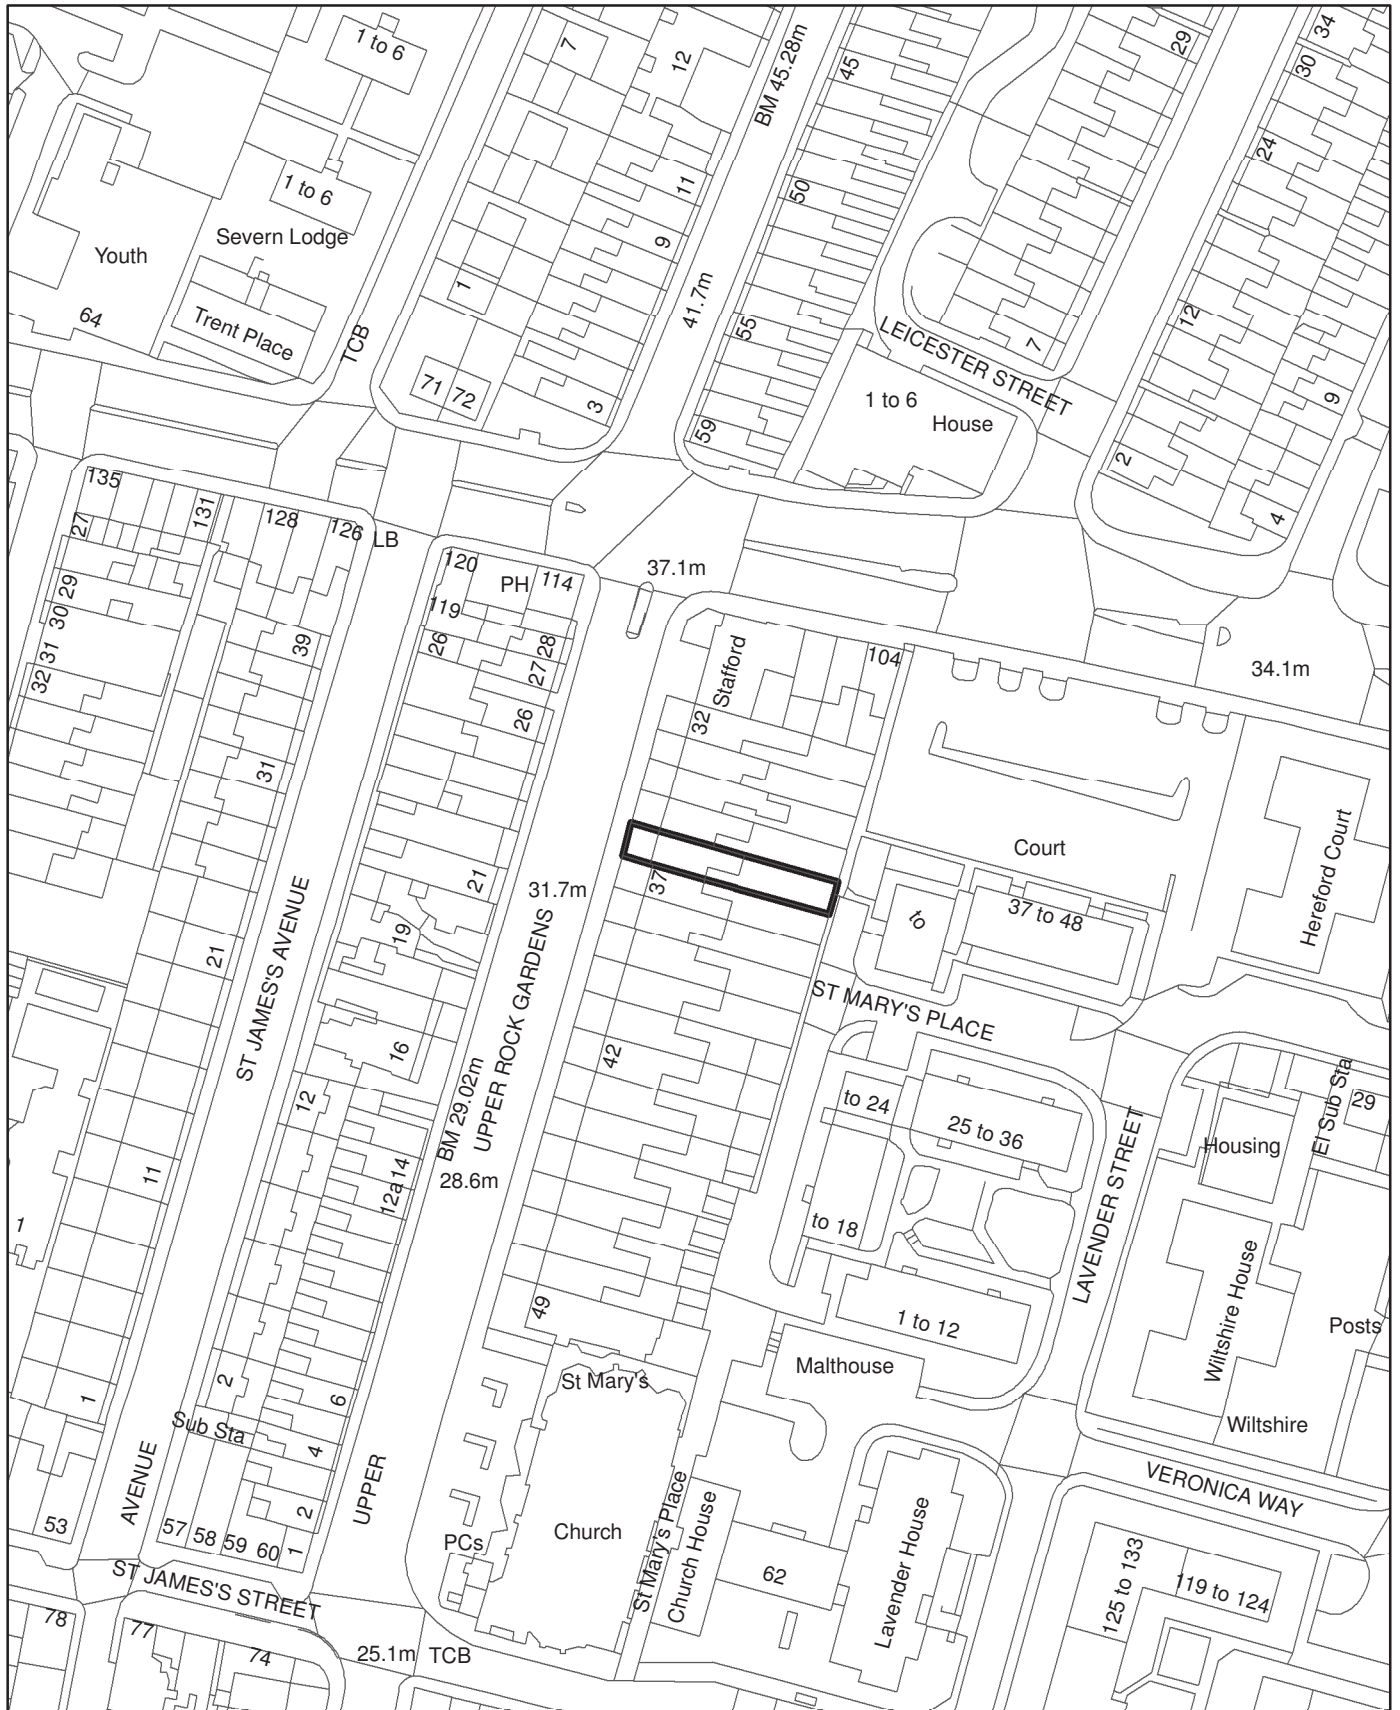 1 to 6
7
12
BM 45.28m
45
29
34
30
24
11
50
1 to 6
Severn Lodge
Youth
9
1
41.7m
64
Trent Place
TCB
55
12
LEICESTER STREET
7
71
72
3
59
1 to 6
House
9
2
4
135
131
128
126
LB
27
120
PH
114
37.1m
29
30
31
32
39
119
26
28
27
26
Stafford
104
34.1m
32
31
Court
Hereford Court
21
31.7m
37
to
37 to 48
19
21
ST JAMES'S AVENUE
UPPER ROCK GARDENS
ST MARY'S PLACE
42
16
12
BM 29.02m
to 24
25 to 36
El Sub Sta
29
Housing
LAVENDER STREET
11
12a
14
28.6m
1
to 18
49
1 to 12
Wiltshire House
Posts
Malthouse
2
1
6
St Mary's
Sub Sta
4
Wiltshire
VERONICA WAY
AVENUE
UPPER
2
53
57
58
59
60
1
PCs
Church
St Mary's Place
Church House
62
Lavender House
125 to 133
119 to 124
ST JAMES'S STREET
78
77
74
25.1m
TCB